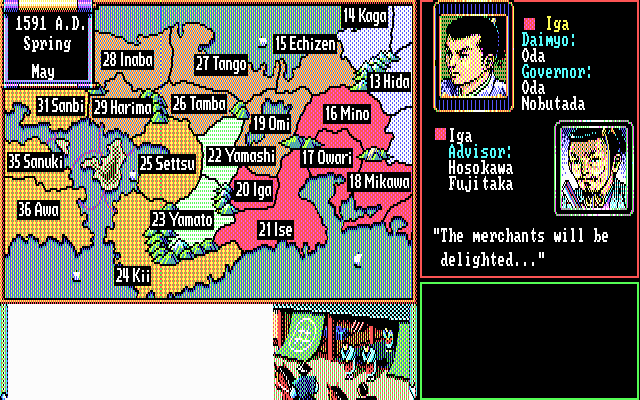 1591 A.D.
Spring
May
14 Kaga
15 Echizen
28 Inaba
27 Tango
13 Hida
31 Sanbi
29 Harima
26 Tamba
16 Mino
19 Omi
35 Sanuki
25 Settsu
22 Yamashi
17 Owari
20 Iga
18 Mikawa
36 Awa
23 Yamato
21 Ise
24 Kii
Iga
Daimyo:
Oda
Governor:
Oda
Nobutada
Iga
Advisor:
Hosokawa
Fujitaka
"The merchants will be
delighted..."